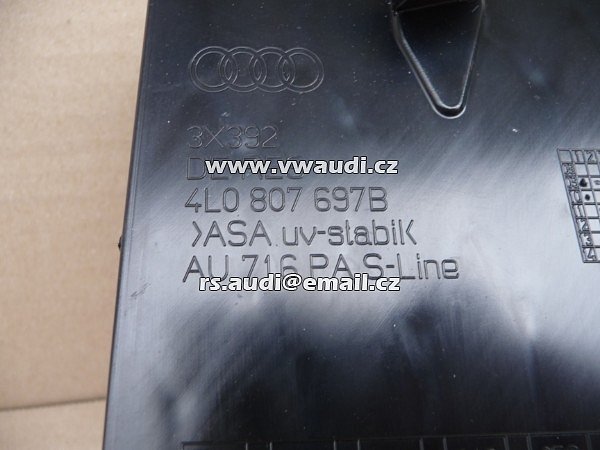 3X392
www.vwaudi.cz
4L0 807 697B
>ASA uv-stabil<
AU 716 PA S-Line
rs.audi@email.cz